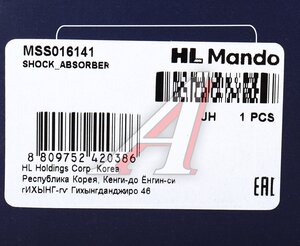 MSS016141
SHOCK_ABSORBER
HL Mando
JH 1 PCS
8 809752 420386
HL Holdings Corp Korea
Республика Корея, Кенги-до Ёнгин-си
гиХЫНГ-гу Гихынгданджиро 46
EAC